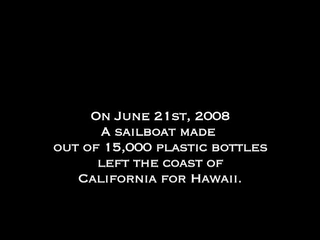 On June 21st, 2008
A sailboat made
out of 15,000 plastic bottles
left the coast of
California for Hawaii.